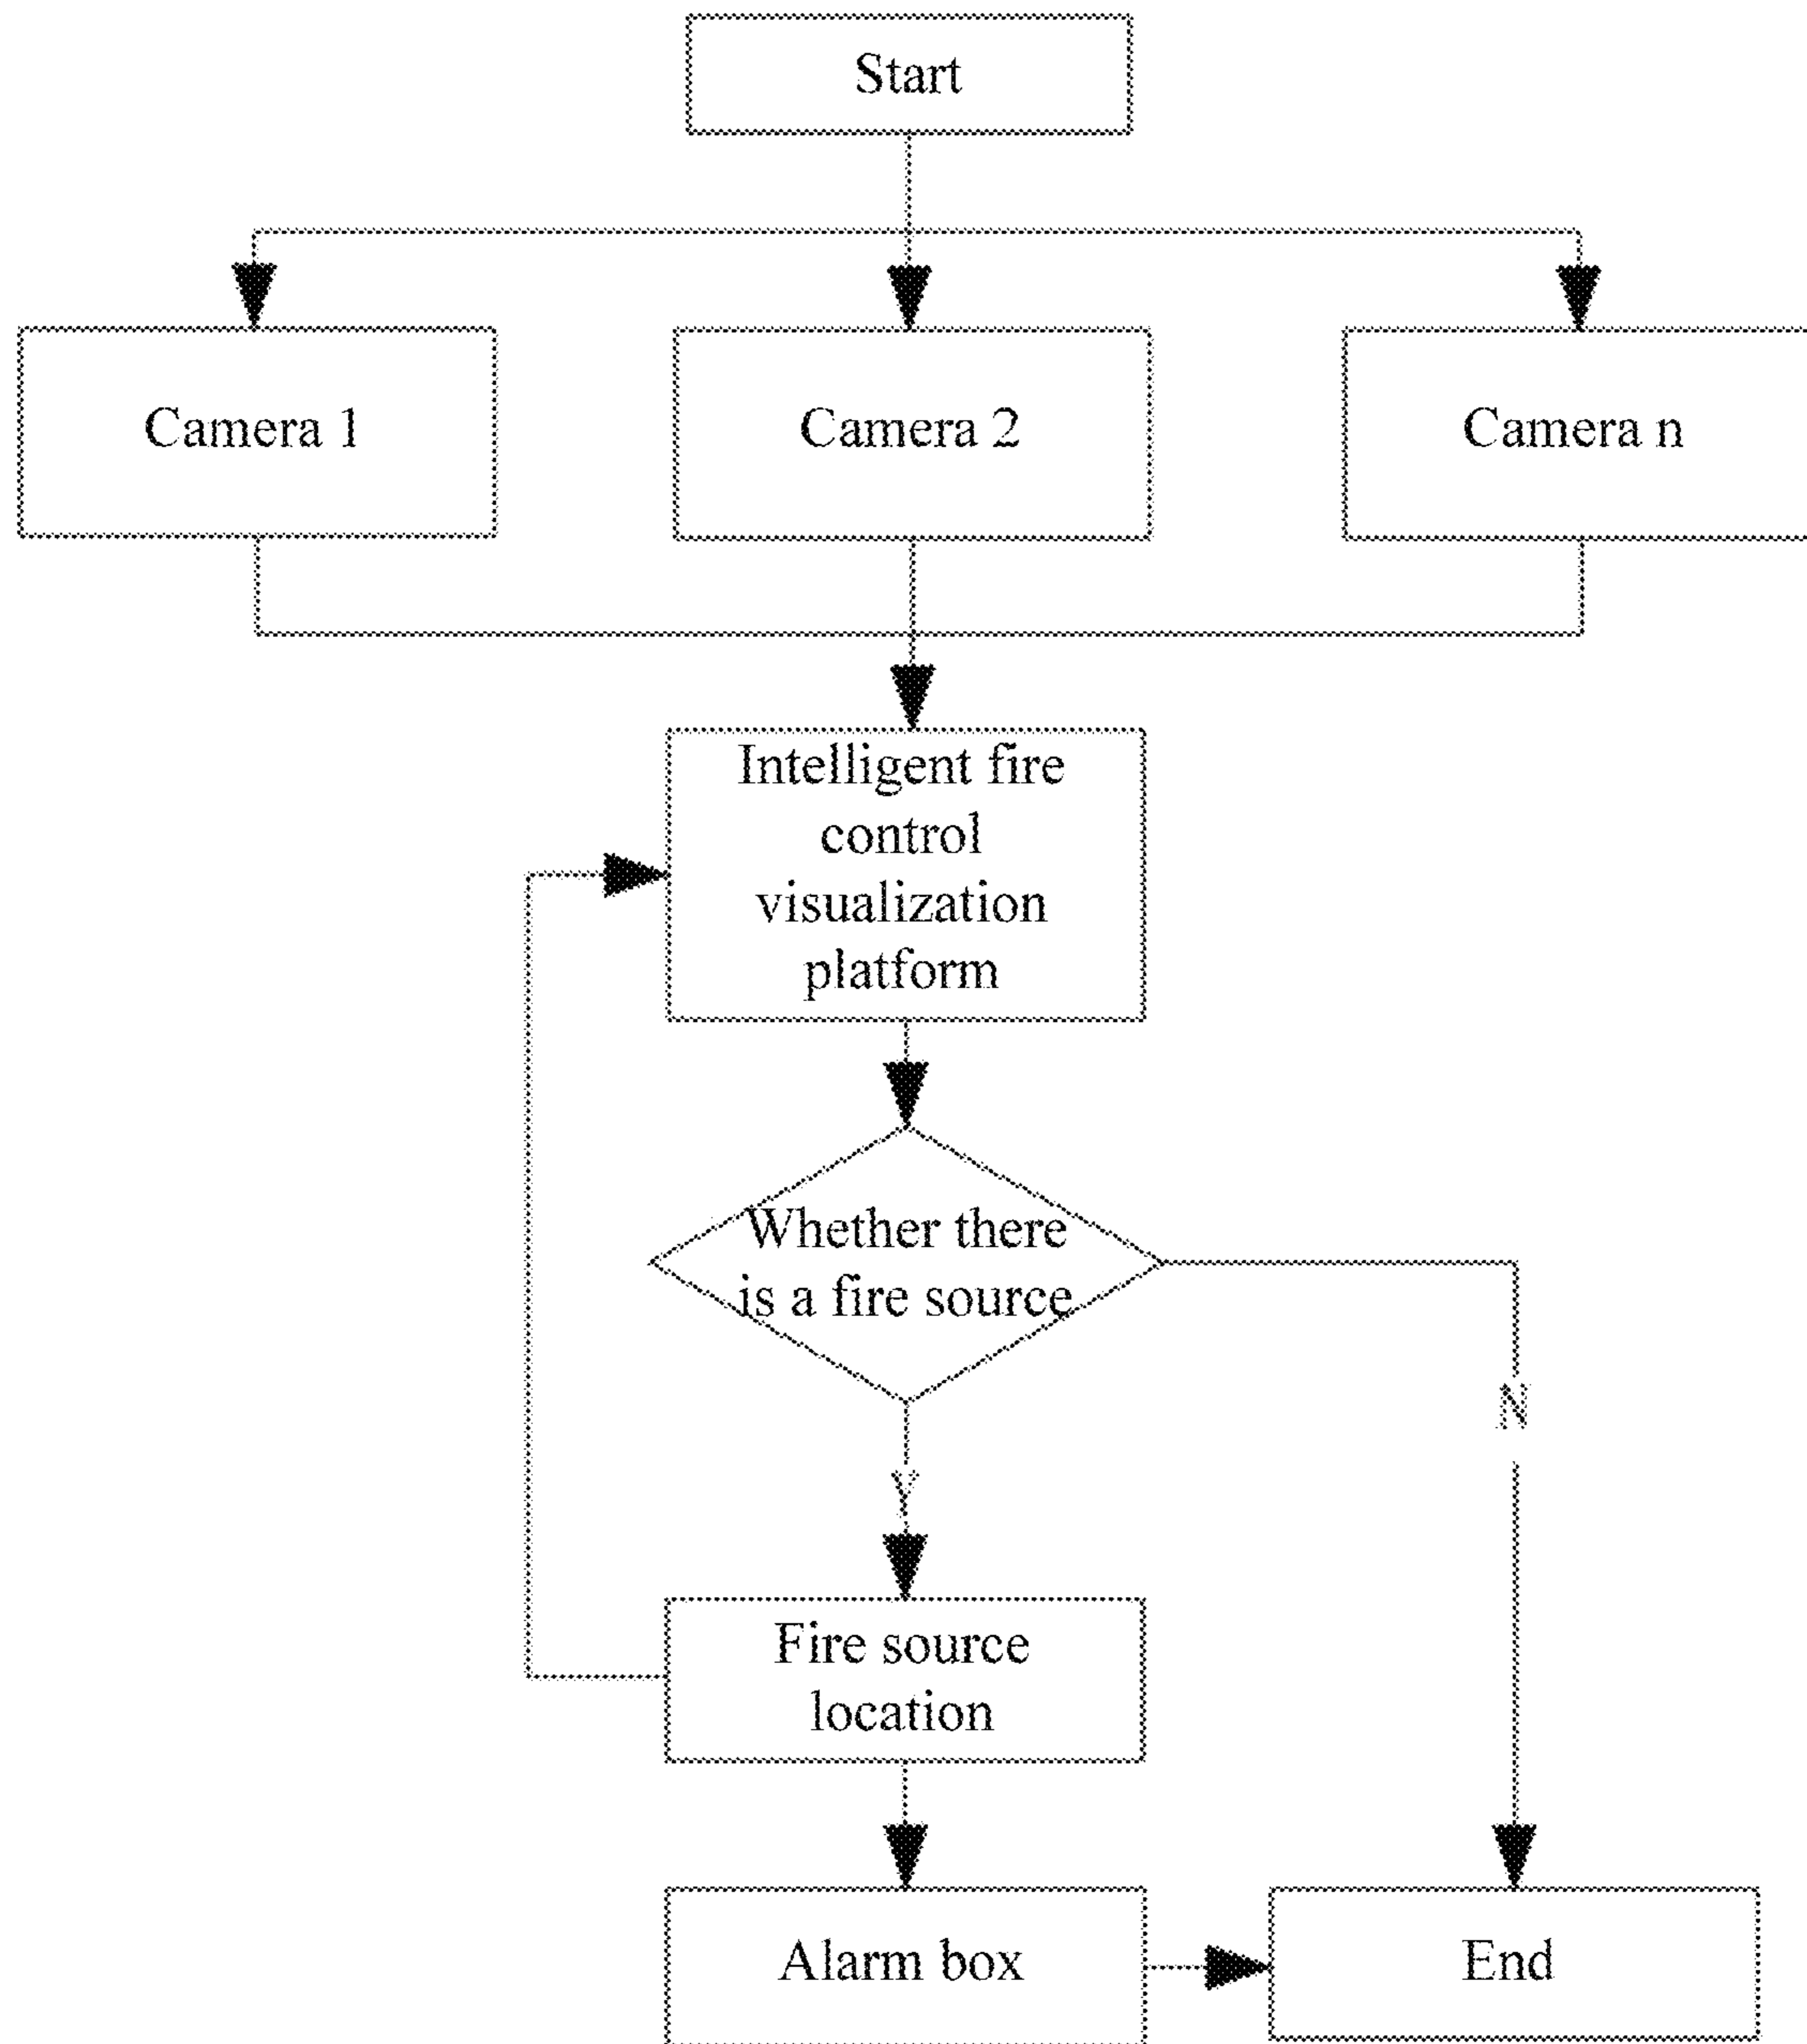 Start
Camera 1
Camera 2
Camera n
Intelligent fire
control
visualization
platform
Whether there
is a fire source
N
Y
Fire source
location
Alarm box
End